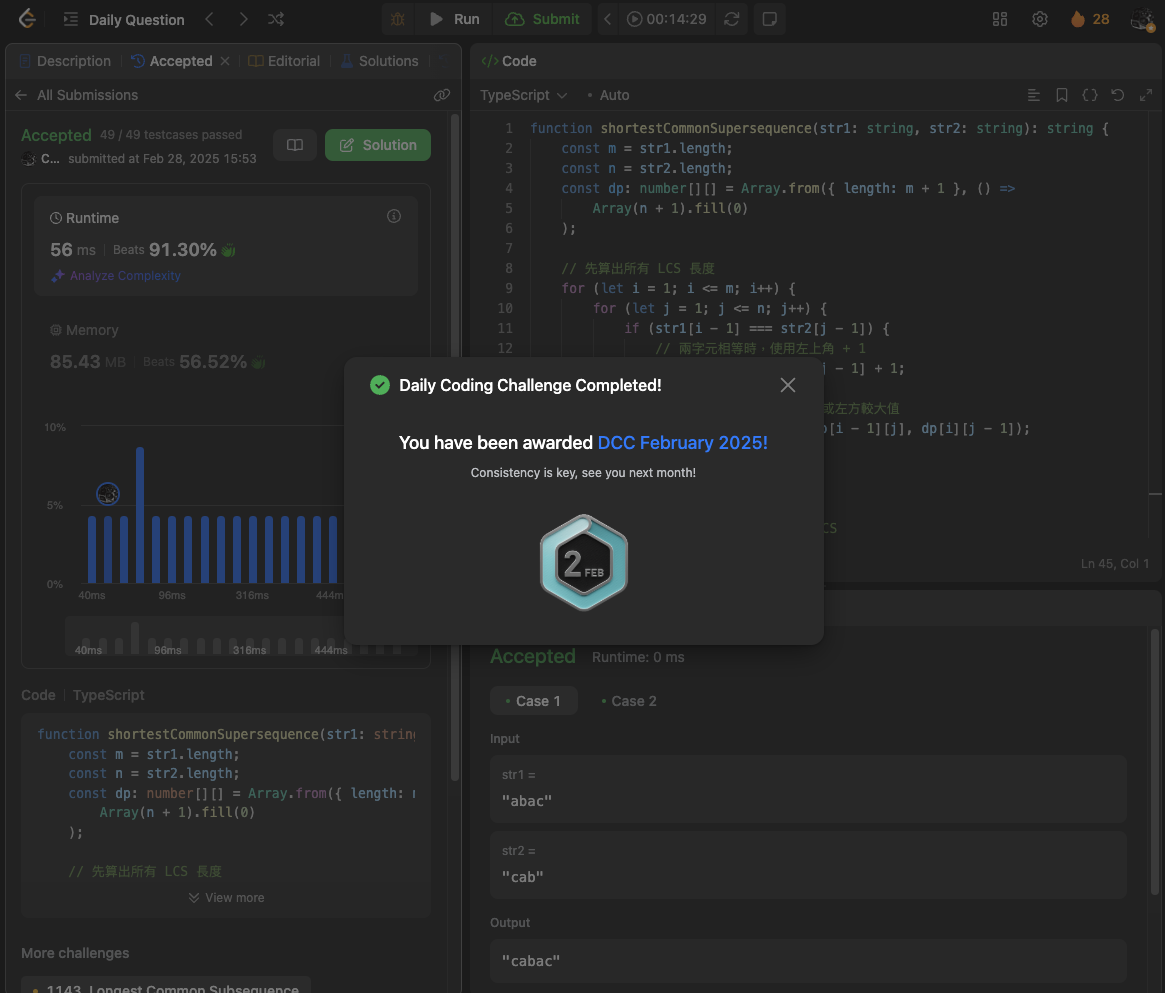 Daily Question
Run
Submit
00:14:29
28
Description
Accepted
Editorial
Solutions
All Submissions
Accepted 49 / 49 testcases passed
C... submitted at Feb 28, 2025 15:53
Solution
Runtime
56 ms | Beats 91.30%
Analyze Complexity
Memory
85.43 MB | Beats 56.52%
10%
5%
0%
40ms 96ms 316ms 444ms
40ms 96ms 316ms 444ms
Code | TypeScript
function shortestCommonSupersequence(str1: string
const m = str1.length;
const n = str2.length;
const dp: number[][] = Array.from({ length: m
Array(n + 1).fill(0)
);
// 先算出所有 LCS 長度
View more
More challenges
1143. Longest Common Subsequence
</> Code
TypeScript
• Auto
1 function shortestCommonSupersequence(str1: string, str2: string): string {
2 const m = str1.length;
3 const n = str2.length;
4 const dp: number[][] = Array.from({ length: m + 1 }, () =>
5 Array(n + 1).fill(0)
6 );
7
8 // 先算出所有 LCS 長度
9 for (let i = 1; i <= m; i++) {
10 for (let j = 1; j <= n; j++) {
11 if (str1[i - 1] === str2[j - 1]) {
12 // 兩字元相等時，使用左上角 + 1
j - 1] + 1;
或左方較大值
p[i - 1][j], dp[i][j - 1]);
CS
Ln 45, Col 1
Daily Coding Challenge Completed!
You have been awarded DCC February 2025!
Consistency is key, see you next month!
2 FEB
Accepted Runtime: 0 ms
• Case 1
• Case 2
Input
str1 =
"abac"
str2 =
"cab"
Output
"cabac"